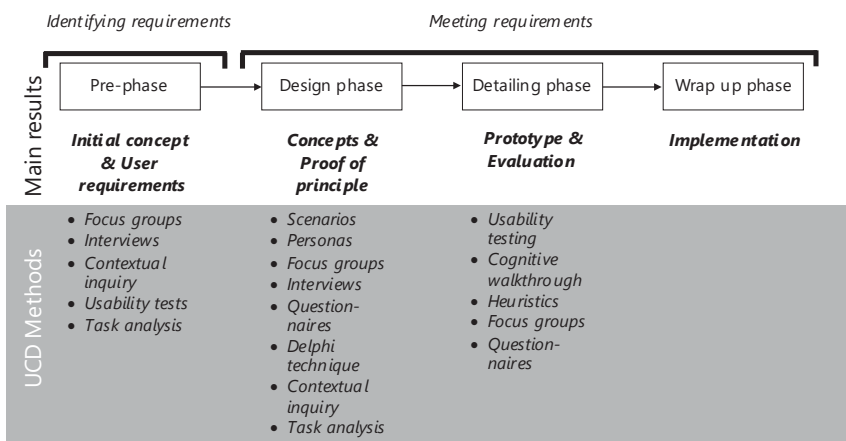 Identifying requirements
Meeting requirements
Main results
Pre-phase
Design phase
Detailing phase
Wrap up phase
Initial concept
& User
requirements
Concepts &
Proof of
principle
Prototype &
Evaluation
Implementation
UCD Methods
• Focus groups
• Interviews
• Contextual
inquiry
• Usability tests
• Task analysis
• Scenarios
• Personas
• Focus groups
• Interviews
• Question-
naires
• Delphi
technique
• Contextual
inquiry
• Task analysis
• Usability
testing
• Cognitive
walkthrough
• Heuristics
• Focus groups
• Question-
naires